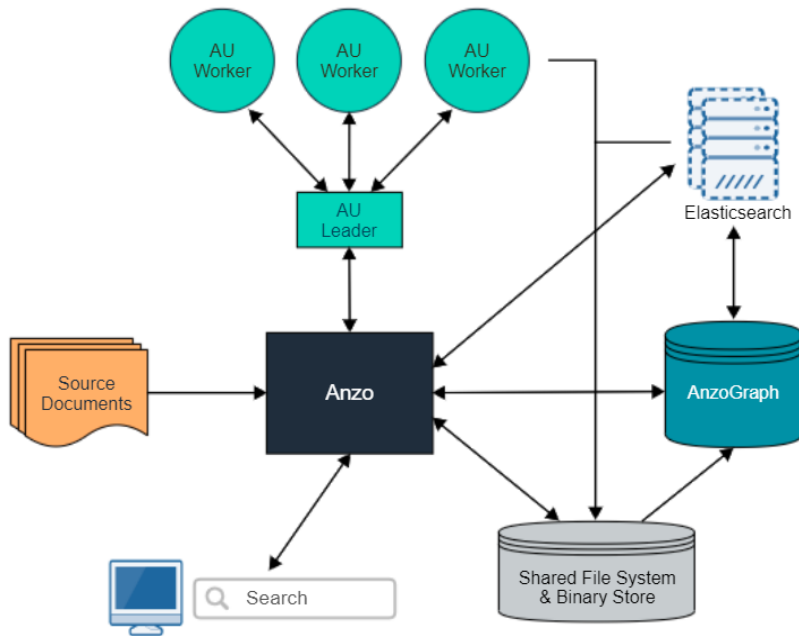 AU
Worker
AU
Worker
AU
Worker
AU
Leader
Elasticsearch
Source
Documents
Anzo
AnzoGraph
Shared File System
& Binary Store
Search